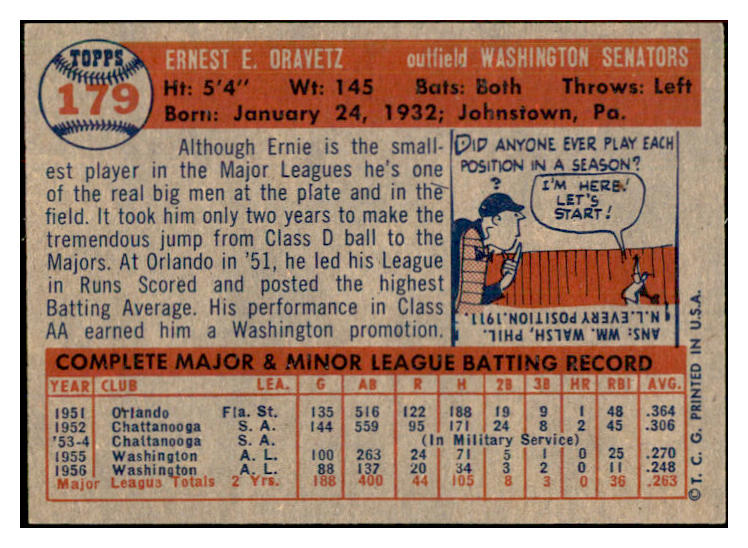 TOPPS
179
ERNEST E. ORAVETZ outfield WASHINGTON SENATORS
Ht: 5'4" Wt: 145 Bats: Both Throws: Left
Born: January 24, 1932; Johnstown, Pa.
Although Ernie is the small-
est player in the Major Leagues he's one
of the real big men at the plate and in the
field. It took him only two years to make the
tremendous jump from Class D ball to the
Majors. At Orlando in '51, he led his League
in Runs Scored and posted the highest
Batting Average. His performance in Class
AA earned him a Washington promotion.
DID ANYONE EVER PLAY EACH
POSITION IN A SEASON?
?
I'M HERE!
LET'S
START!
ANS: WM. WALSH, PHIL.
N.L. EVERY POSITION. 1911.
COMPLETE MAJOR & MINOR LEAGUE BATTING RECORD
YEAR CLUB LEA. G AB R H 2B 3B HR RBI AVG.
1951 Orlando Fla. St. 135 516 122 188 19 9 1 48 .364
1952 Chattanooga S. A. 144 559 95 171 24 8 2 45 .306
'53-4 Chattanooga S. A. (In Military Service)
1955 Washington A. L. 100 263 24 71 5 1 0 25 .270
1956 Washington A. L. 88 137 20 34 3 2 0 11 .248
Major League Totals 2 Yrs. 188 400 44 105 8 3 0 36 .263
© T. C. G. PRINTED IN U.S.A.